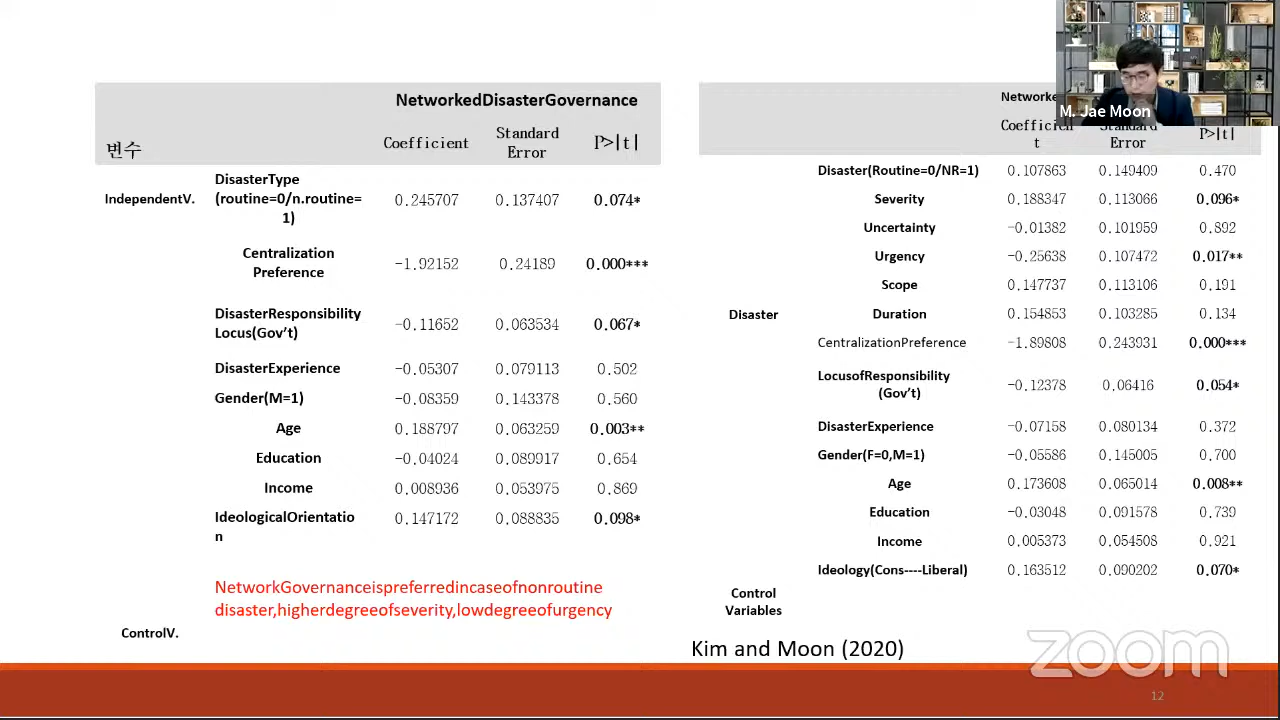 NetworkedDisasterGovernance
변수
Coefficient
Standard
Error
P>|t|
IndependentV.
DisasterType
(routine=0/n.routine=
1)
0.245707
0.137407
0.074*
Centralization
Preference
-1.92152
0.24189
0.000***
DisasterResponsibility
Locus(Gov’t)
-0.11652
0.063534
0.067*
DisasterExperience
-0.05307
0.079113
0.502
Gender(M=1)
-0.08359
0.143378
0.560
Age
0.188797
0.063259
0.003**
Education
-0.04024
0.089917
0.654
Income
0.008936
0.053975
0.869
IdeologicalOrientatio
n
0.147172
0.088835
0.098*
NetworkGovernanceispreferredincaseofnonroutine
disaster,higherdegreeofseverity,lowdegreeofurgency
ControlV.
M. Jae Moon
Coefficien
t
Standard
Error
P>|t|
Disaster(Routine=0/NR=1)
0.107863
0.149409
0.470
Severity
0.188347
0.113066
0.096*
Uncertainty
-0.01382
0.101959
0.892
Urgency
-0.25638
0.107472
0.017**
Scope
0.147737
0.113106
0.191
Disaster
Duration
0.154853
0.103285
0.134
CentralizationPreference
-1.89808
0.243931
0.000***
LocusofResponsibility
(Gov’t)
-0.12378
0.06416
0.054*
DisasterExperience
-0.07158
0.080134
0.372
Gender(F=0,M=1)
-0.05586
0.145005
0.700
Age
0.173608
0.065014
0.008**
Education
-0.03048
0.091578
0.739
Income
0.005373
0.054508
0.921
Ideology(Cons----Liberal)
0.163512
0.090202
0.070*
Control
Variables
Kim and Moon (2020)
zoom
12